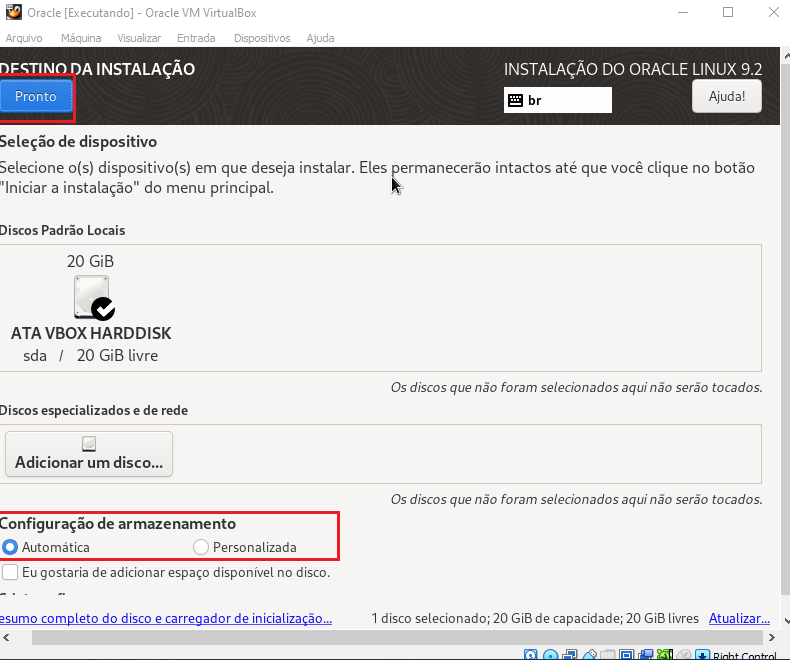 Oracle [Executando] - Oracle VM VirtualBox
Arquivo Máquina Visualizar Entrada Dispositivos Ajuda
DESTINO DA INSTALAÇÃO
INSTALAÇÃO DO ORACLE LINUX 9.2
Pronto
br
Ajuda!
Seleção de dispositivo
Selecione o(s) dispositivo(s) em que deseja instalar. Eles permanecerão intactos até que você clique no botão
"Iniciar a instalação" do menu principal.
Discos Padrão Locais
20 GiB
ATA VBOX HARDDISK
sda / 20 GiB livre
Os discos que não foram selecionados aqui não serão tocados.
Discos especializados e de rede
Adicionar um disco...
Os discos que não foram selecionados aqui não serão tocados.
Configuração de armazenamento
Automática
Personalizada
Eu gostaria de adicionar espaço disponível no disco.
esumo completo do disco e carregador de inicialização...
1 disco selecionado; 20 GiB de capacidade; 20 GiB livres
Atualizar...
Right Control